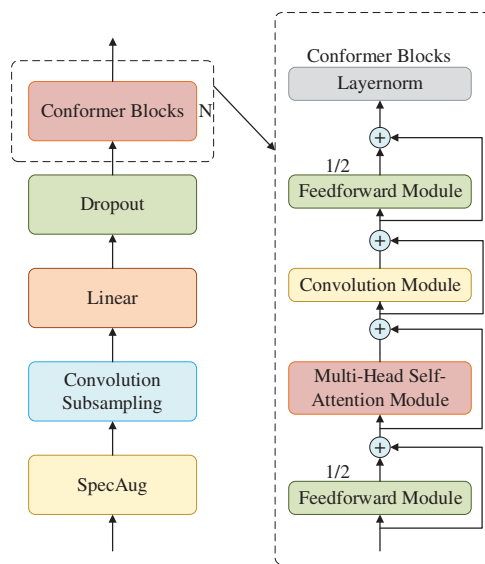 Conformer Blocks N
Dropout
Linear
Convolution
Subsampling
SpecAug
Conformer Blocks
Layernorm
+
1/2
Feedforward Module
+
Convolution Module
+
Multi-Head Self-
Attention Module
+
1/2
Feedforward Module